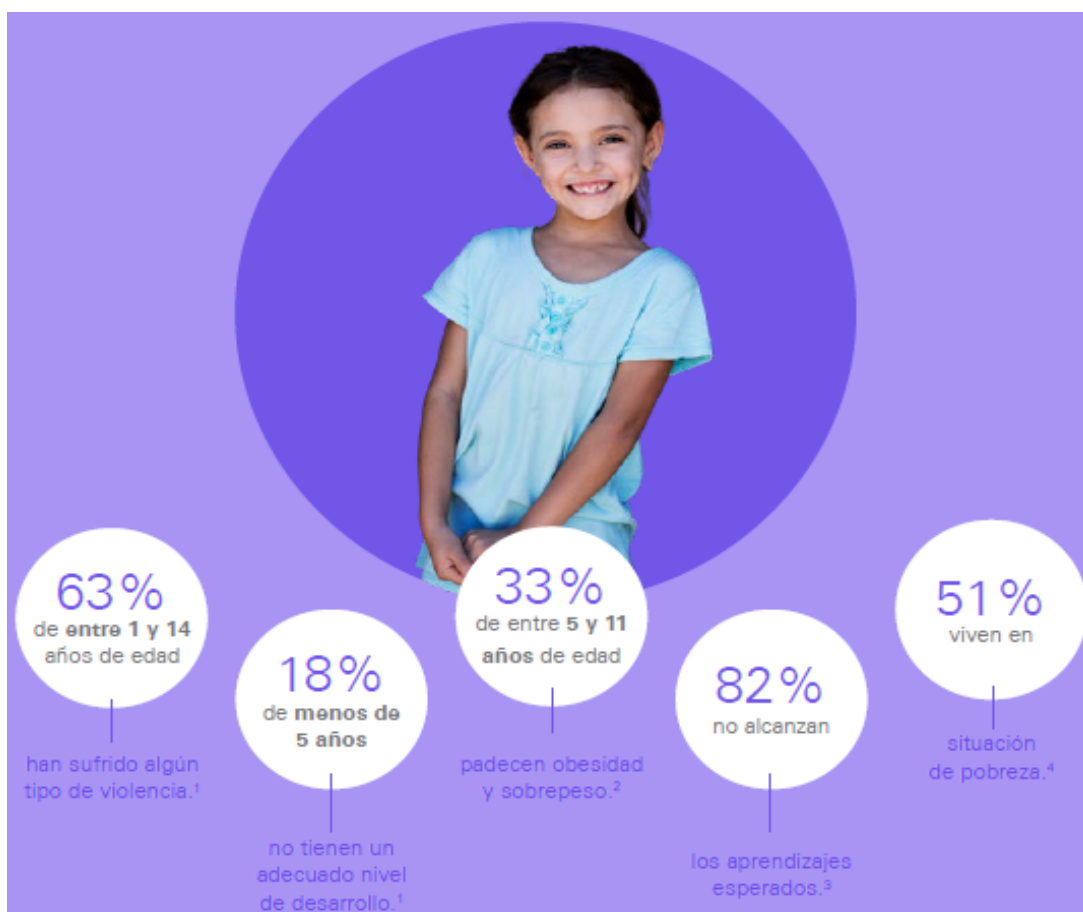 63%
de entre 1 y 14
años de edad
han sufrido algún
tipo de violencia.¹
18%
de menos de
5 años
no tienen un
adecuado nivel
de desarrollo.¹
33%
de entre 5 y 11
años de edad
padecen obesidad
y sobrepeso.²
82%
no alcanzan
los aprendizajes
esperados.³
51%
viven en
situación
de pobreza.⁴